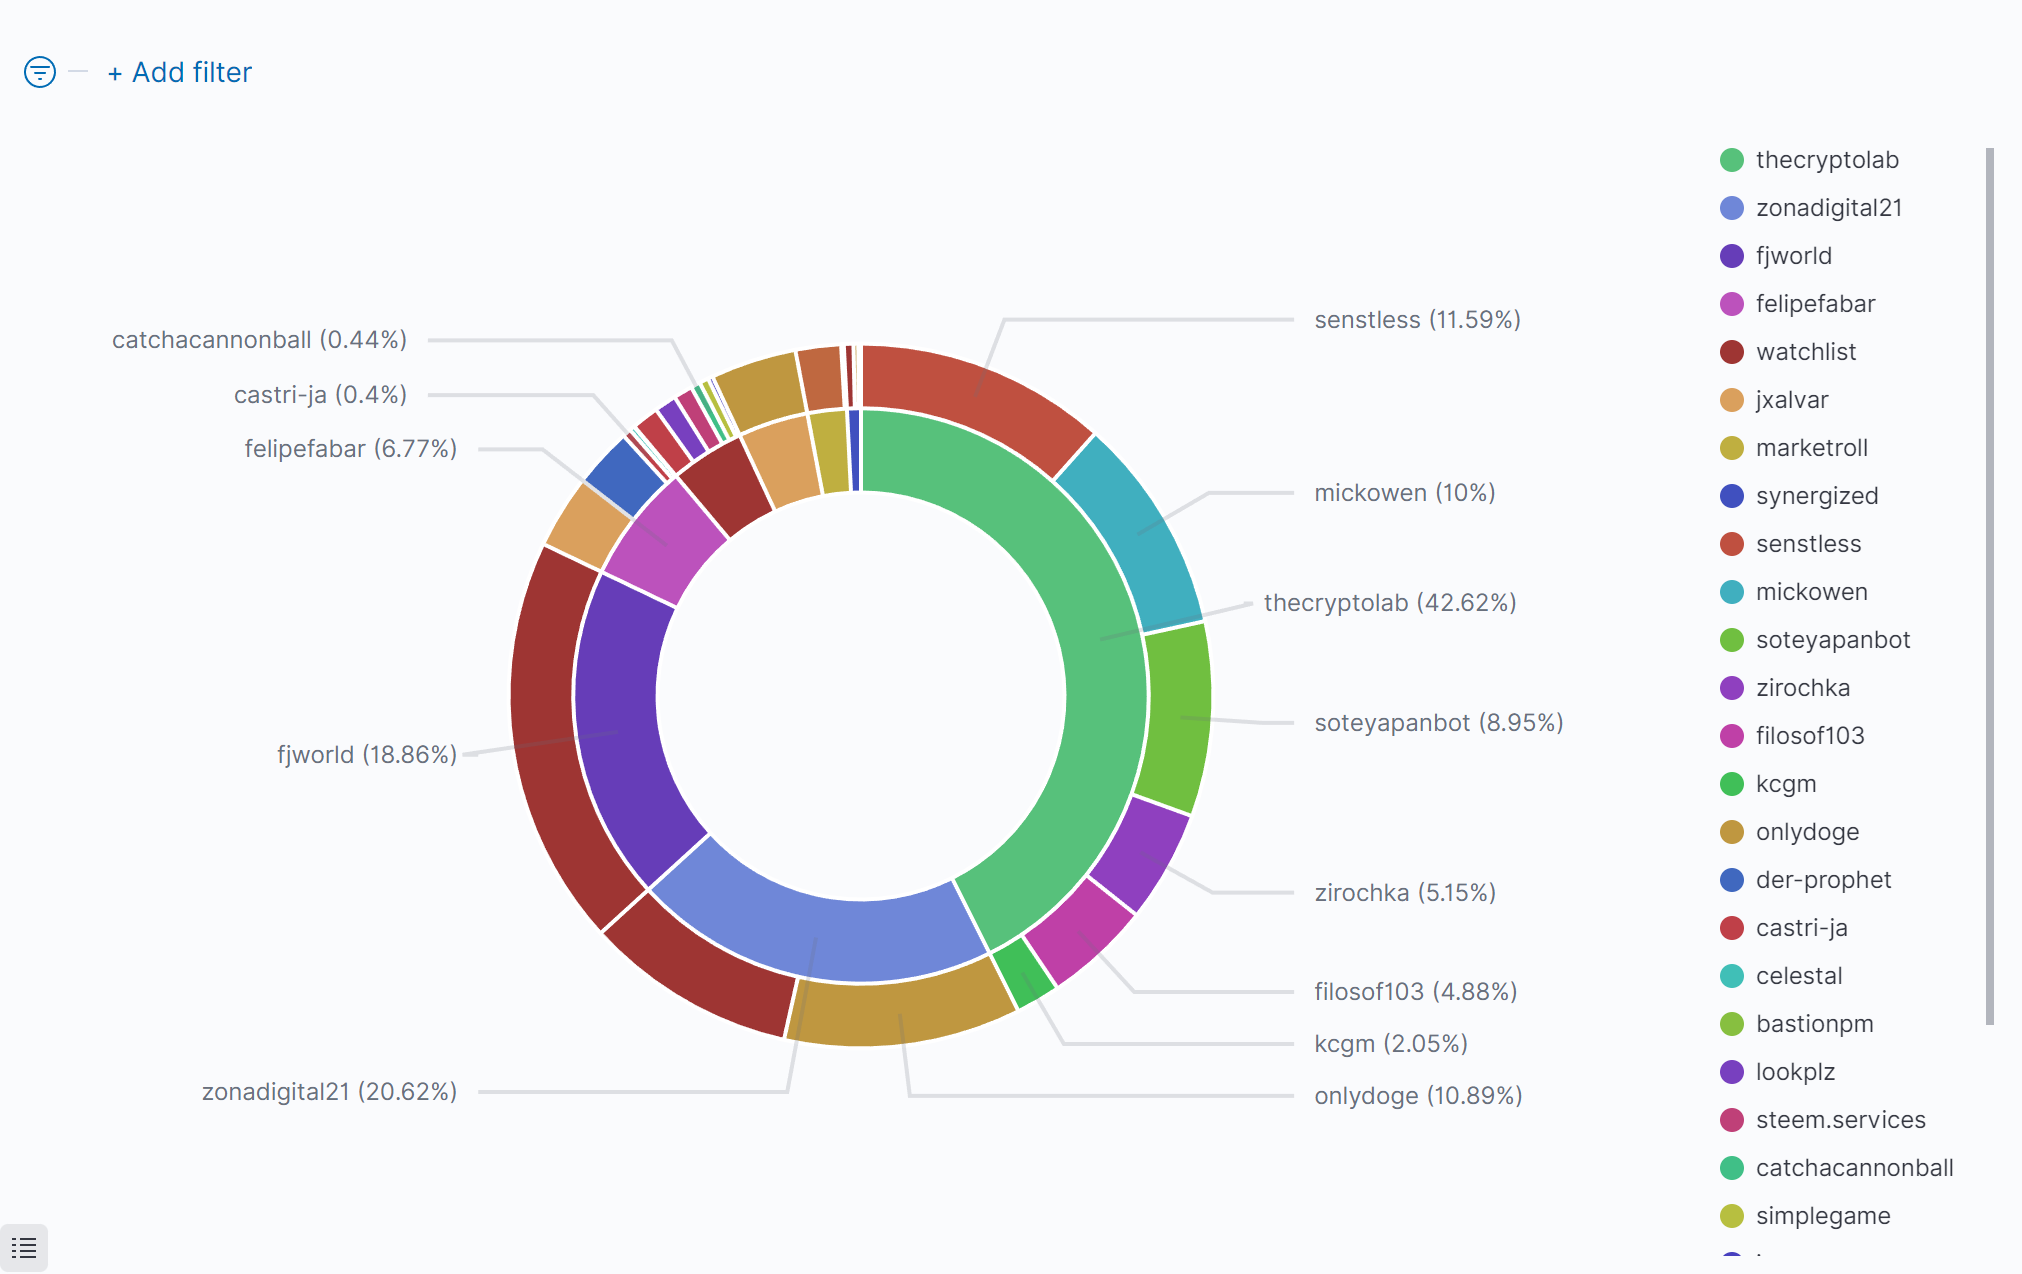 + Add filter
catchacannonball (0.44%)
castri-ja (0.4%)
felipefabar (6.77%)
fjworld (18.86%)
zonadigital21 (20.62%)
senstless (11.59%)
mickowen (10%)
thecryptolab (42.62%)
soteyapanbot (8.95%)
zirochka (5.15%)
filosof103 (4.88%)
kcgm (2.05%)
onlydoge (10.89%)
thecryptolab
zonadigital21
fjworld
felipefabar
watchlist
jxalvar
marketroll
synergized
senstless
mickowen
soteyapanbot
zirochka
filosof103
kcgm
onlydoge
der-prophet
castri-ja
celestal
bastionpm
lookplz
steem.services
catchacannonball
simplegame